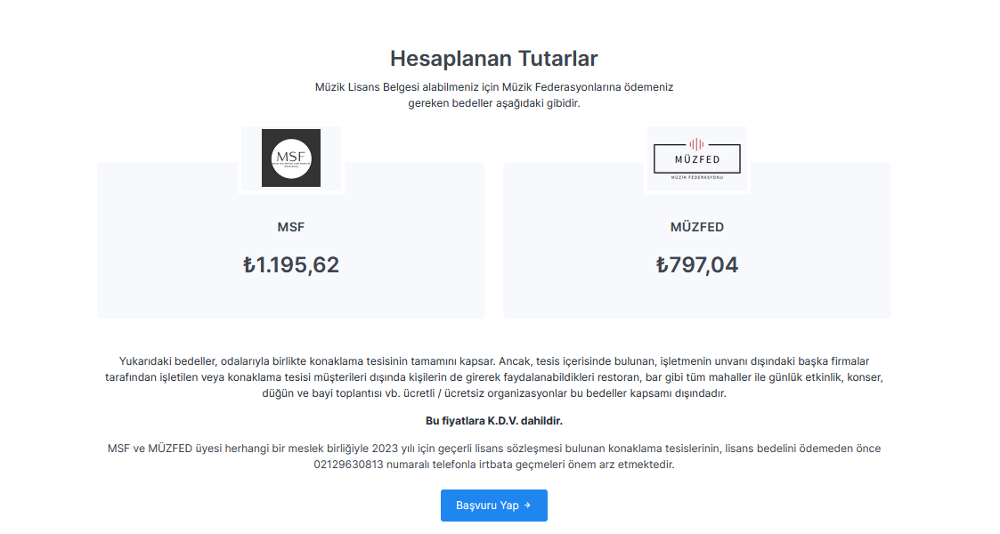 Hesaplanan Tutarlar
Müzik Lisans Belgesi alabilmeniz için Müzik Federasyonlarına ödemeniz
gereken bedeller aşağıdaki gibidir.
MSF
MÜZFED
MÜZİK FEDERASYONU
MSF
₺1.195,62
MÜZFED
₺797,04
Yukarıdaki bedeller, odalarıyla birlikte konaklama tesisinin tamamını kapsar. Ancak, tesis içerisinde bulunan, işletmenin unvanı dışındaki başka firmalar
tarafından işletilen veya konaklama tesisi müşterileri dışında kişilerin de girerek faydalanabildikleri restoran, bar gibi tüm mahaller ile günlük etkinlik, konser,
düğün ve bayi toplantısı vb. ücretli / ücretsiz organizasyonlar bu bedeller kapsamı dışındadır.
Bu fiyatlara K.D.V. dahildir.
MSF ve MÜZFED üyesi herhangi bir meslek birliğiyle 2023 yılı için geçerli lisans sözleşmesi bulunan konaklama tesislerinin, lisans bedelini ödemeden önce
02129630813 numaralı telefonla irtbata geçmeleri önem arz etmektedir.
Başvuru Yap →